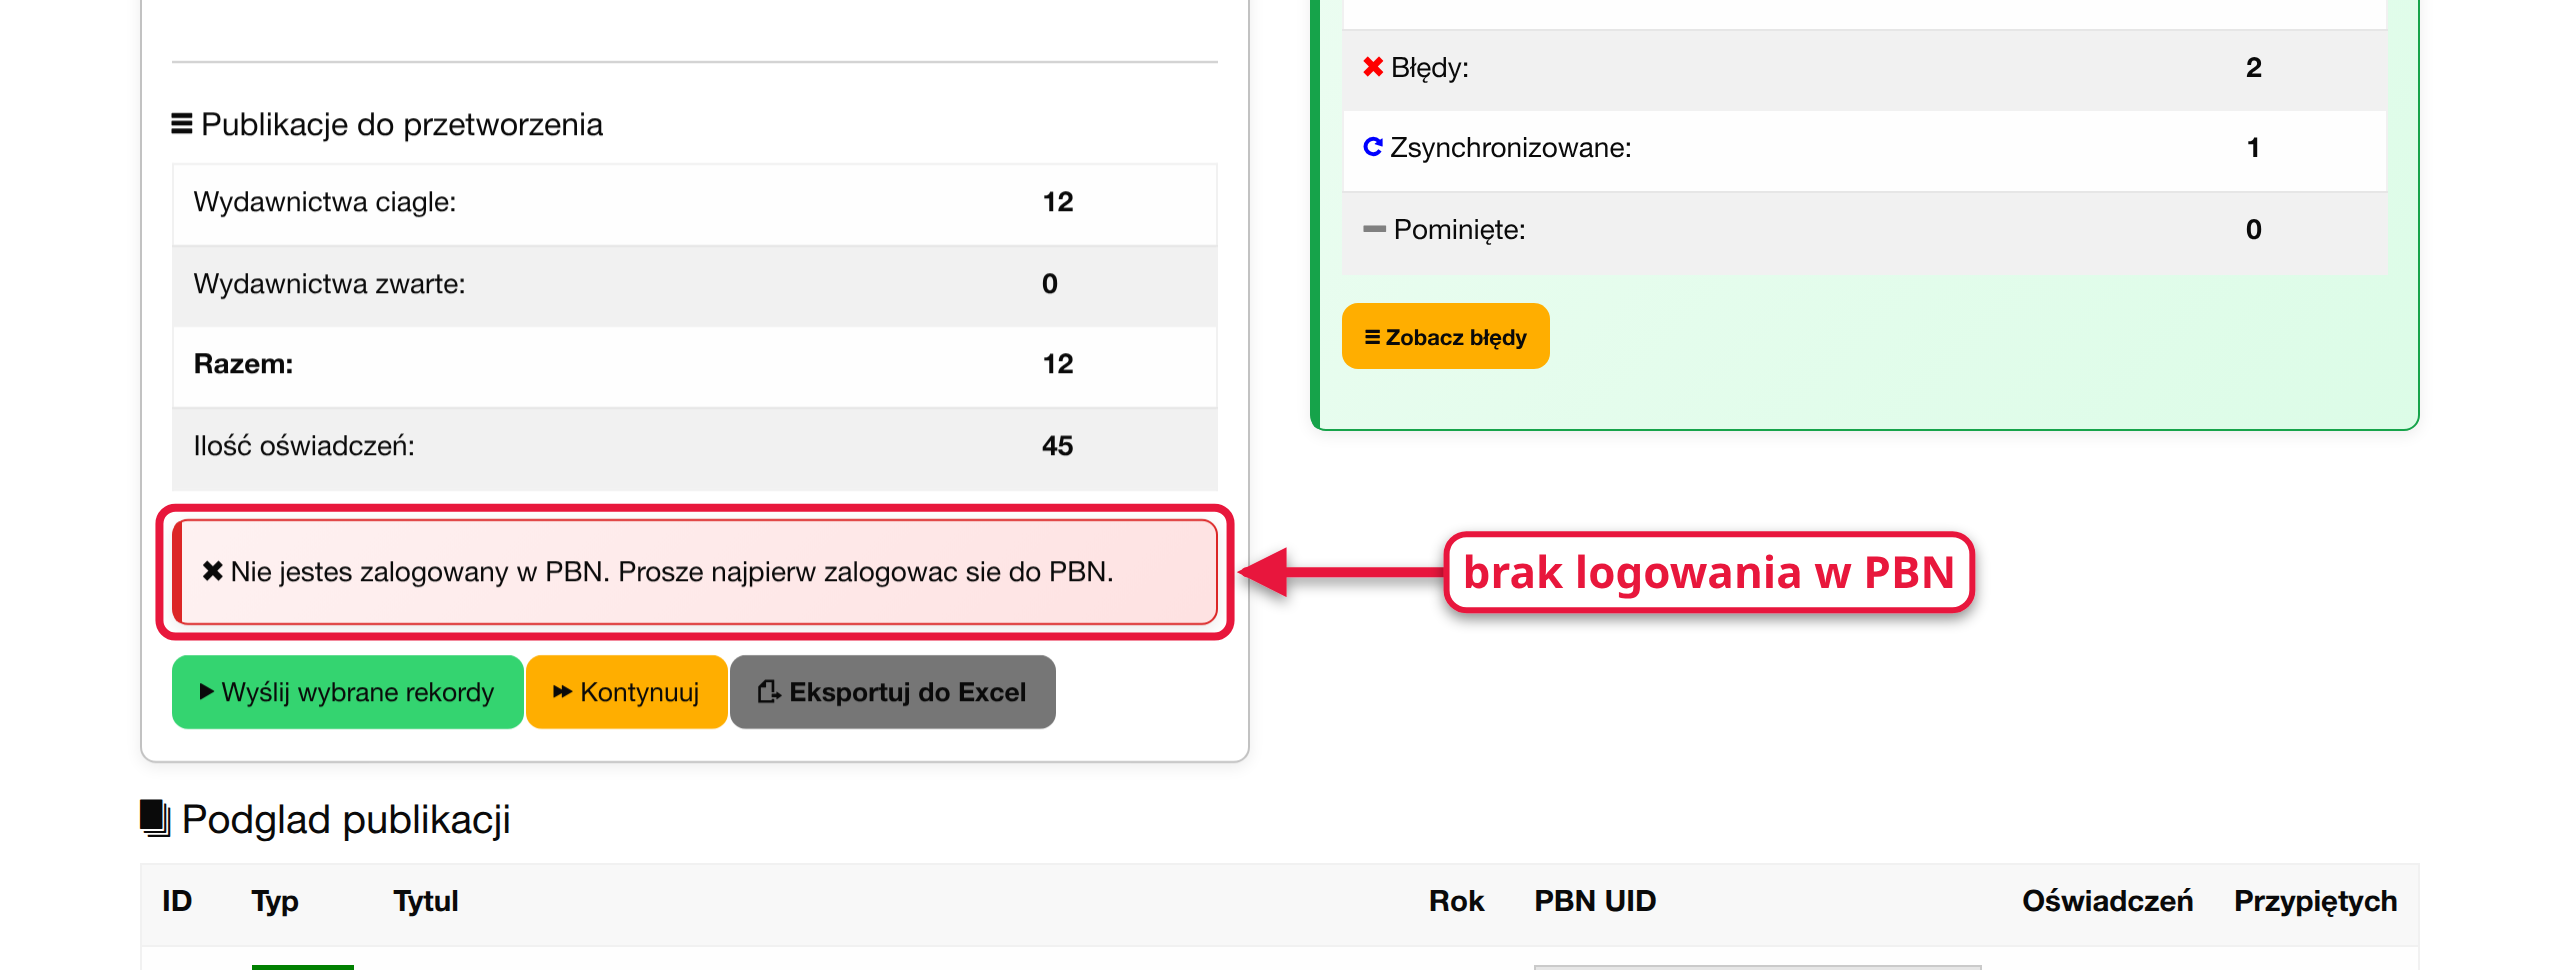 Publikacje do przetworzenia
Wydawnictwa ciagle: 12
Wydawnictwa zwarte: 0
Razem: 12
Ilość oświadczeń: 45
Nie jestes zalogowany w PBN. Prosze najpierw zalogowac sie do PBN.
Wyślij wybrane rekordy Kontynuuj Eksportuj do Excel
Błędy: 2
Zsynchronizowane: 1
Pominięte: 0
Zobacz błędy
brak logowania w PBN
Podglad publikacji
ID Typ Tytul Rok PBN UID Oświadczeń Przypiętych